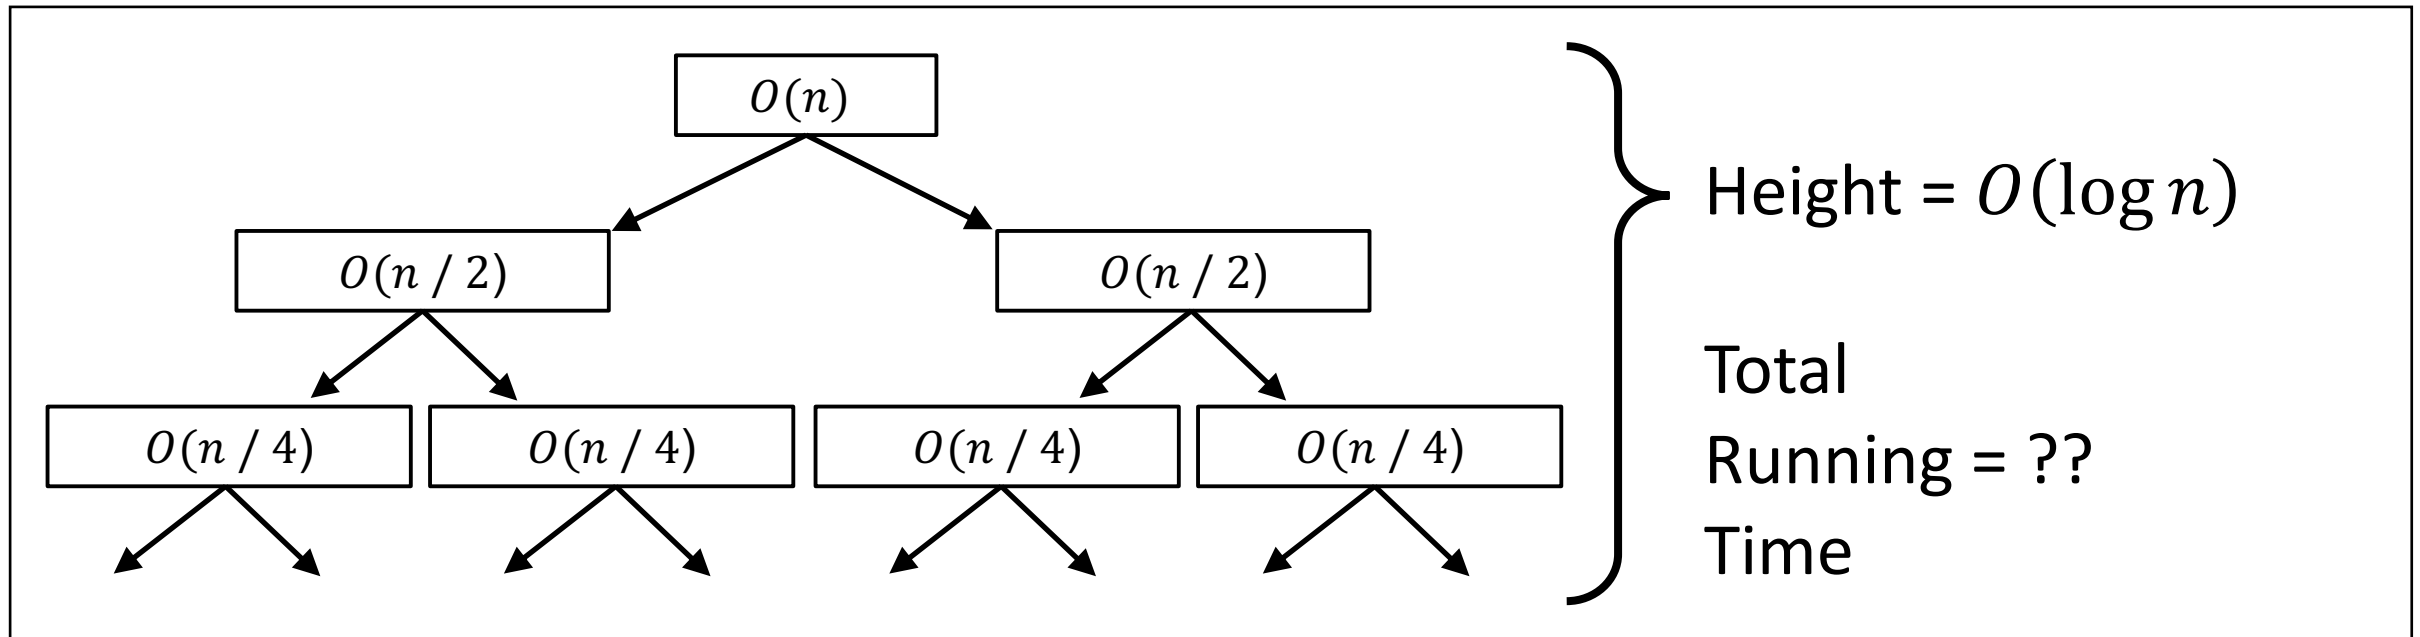 O(n)
O(n / 2) O(n / 2)
O(n / 4) O(n / 4) O(n / 4) O(n / 4)
Height = O(log n)
Total
Running = ??
Time